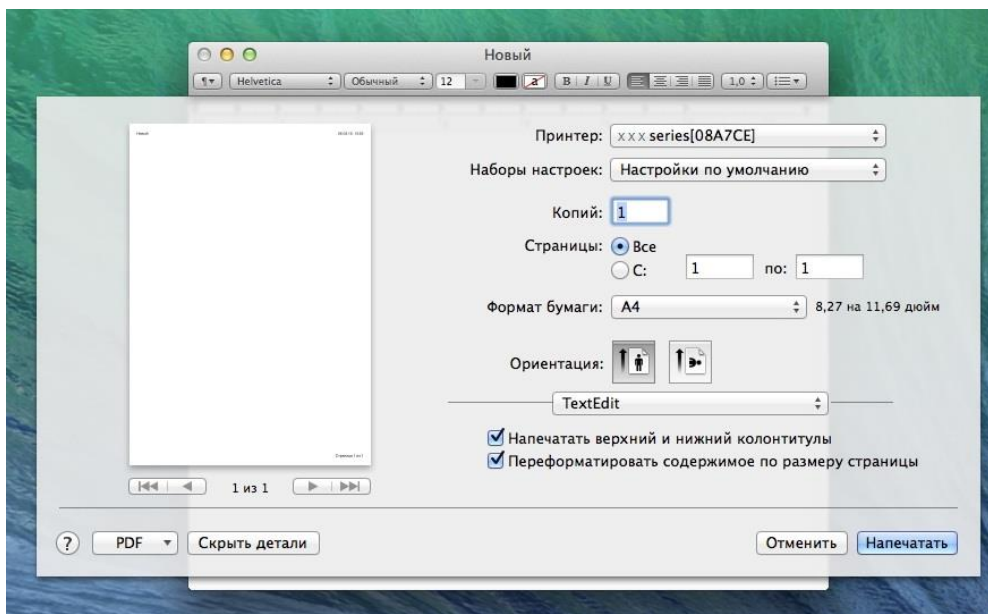 Новый
Helvetica Обычный 12 a B I U 1,0
Принтер: xxx series[08A7CE]
Наборы настроек: Настройки по умолчанию
Копий: 1
Страницы: Все
С: 1 по: 1
Формат бумаги: A4 8,27 на 11,69 дюйм
Ориентация:
TextEdit
Напечатать верхний и нижний колонтитулы
Переформатировать содержимое по размеру страницы
1 из 1
? PDF Скрыть детали Отменить Напечатать